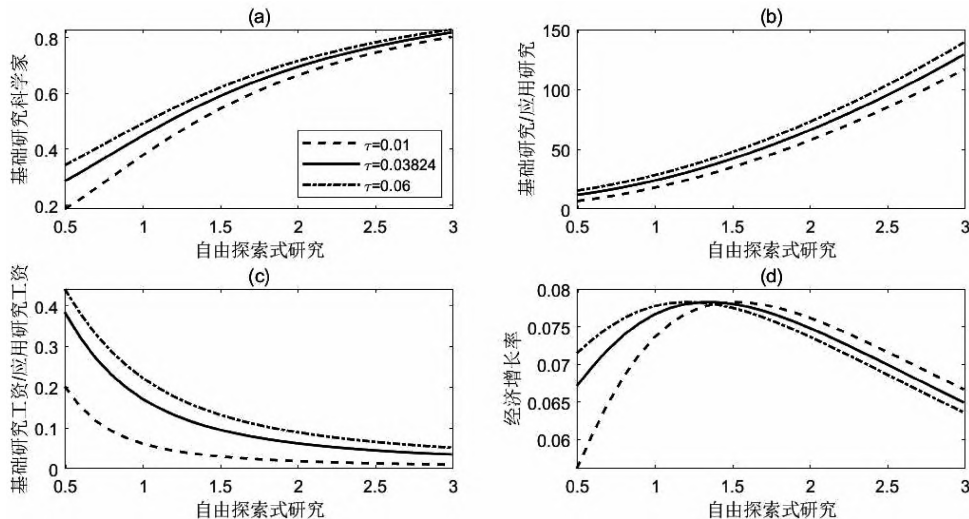 (a)
基础研究科学家
0.8
0.6
0.4
0.2
τ=0.01
τ=0.03824
τ=0.06
0.5 1 1.5 2 2.5 3
自由探索式研究
(b)
基础研究/应用研究
150
100
50
0
0.5 1 1.5 2 2.5 3
自由探索式研究
(c)
基础研究工资/应用研究工资
0.4
0.3
0.2
0.1
0
0.5 1 1.5 2 2.5 3
自由探索式研究
(d)
经济增长率
0.08
0.075
0.07
0.065
0.06
0.5 1 1.5 2 2.5 3
自由探索式研究